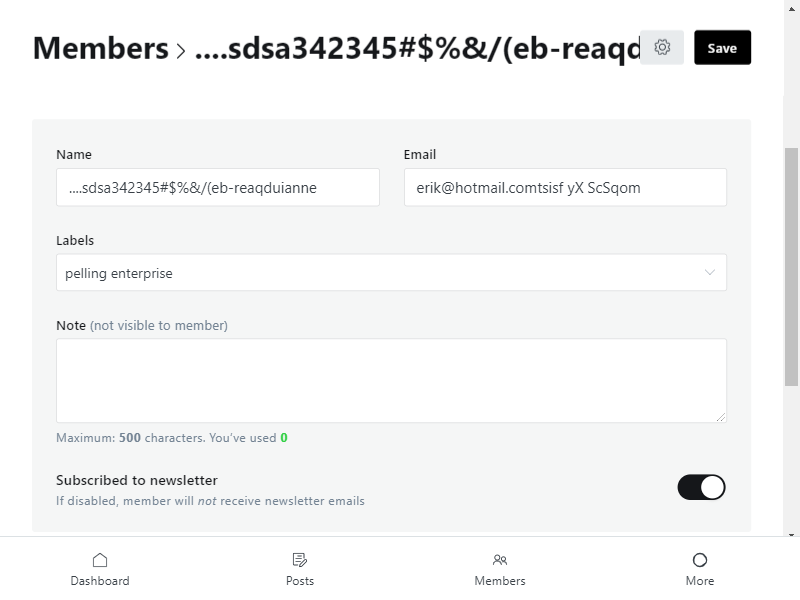 Members > ....sdsa342345#$%&/(eb-reaqd
Save
Name
Email
....sdsa342345#$%&/(eb-reaqduianne
erik@hotmail.comtsisf yX ScSqom
Labels
pelling enterprise
Note (not visible to member)
Maximum: 500 characters. You've used 0
Subscribed to newsletter
If disabled, member will not receive newsletter emails
Dashboard
Posts
Members
More